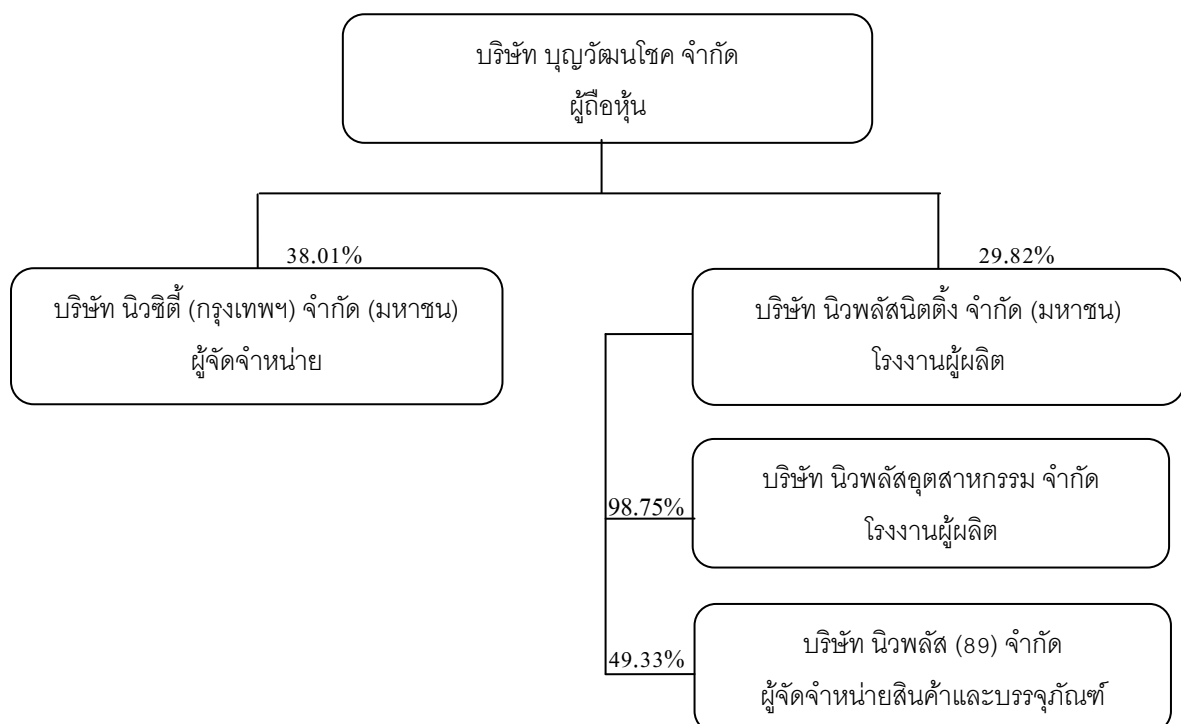 บริษัท บุญวัฒนโชค จำกัด
ผู้ถือหุ้น
38.01%
29.82%
บริษัท นิวซิตี้ (กรุงเทพฯ) จำกัด (มหาชน)
ผู้จัดจำหน่าย
บริษัท นิวพลัสนิตติ้ง จำกัด (มหาชน)
โรงงานผู้ผลิต
98.75%
บริษัท นิวพลัสอุตสาหกรรม จำกัด
โรงงานผู้ผลิต
49.33%
บริษัท นิวพลัส (89) จำกัด
ผู้จัดจำหน่ายสินค้าและบรรจุภัณฑ์